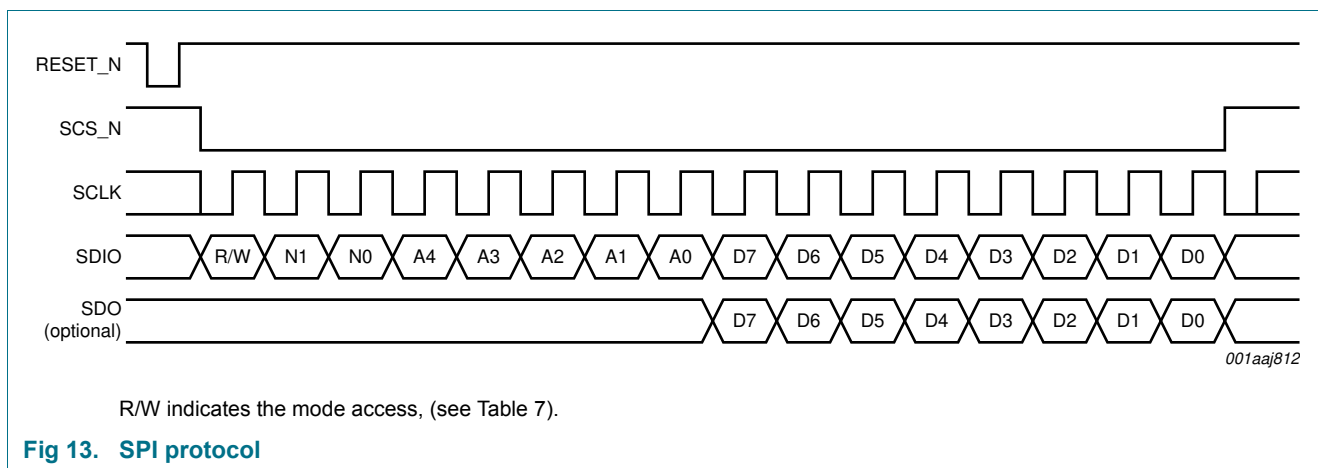 RESET_N
SCS_N
SCLK
SDIO R/W N1 N0 A4 A3 A2 A1 A0 D7 D6 D5 D4 D3 D2 D1 D0
SDO
(optional) D7 D6 D5 D4 D3 D2 D1 D0
001aaj812
R/W indicates the mode access, (see Table 7).
Fig 13. SPI protocol